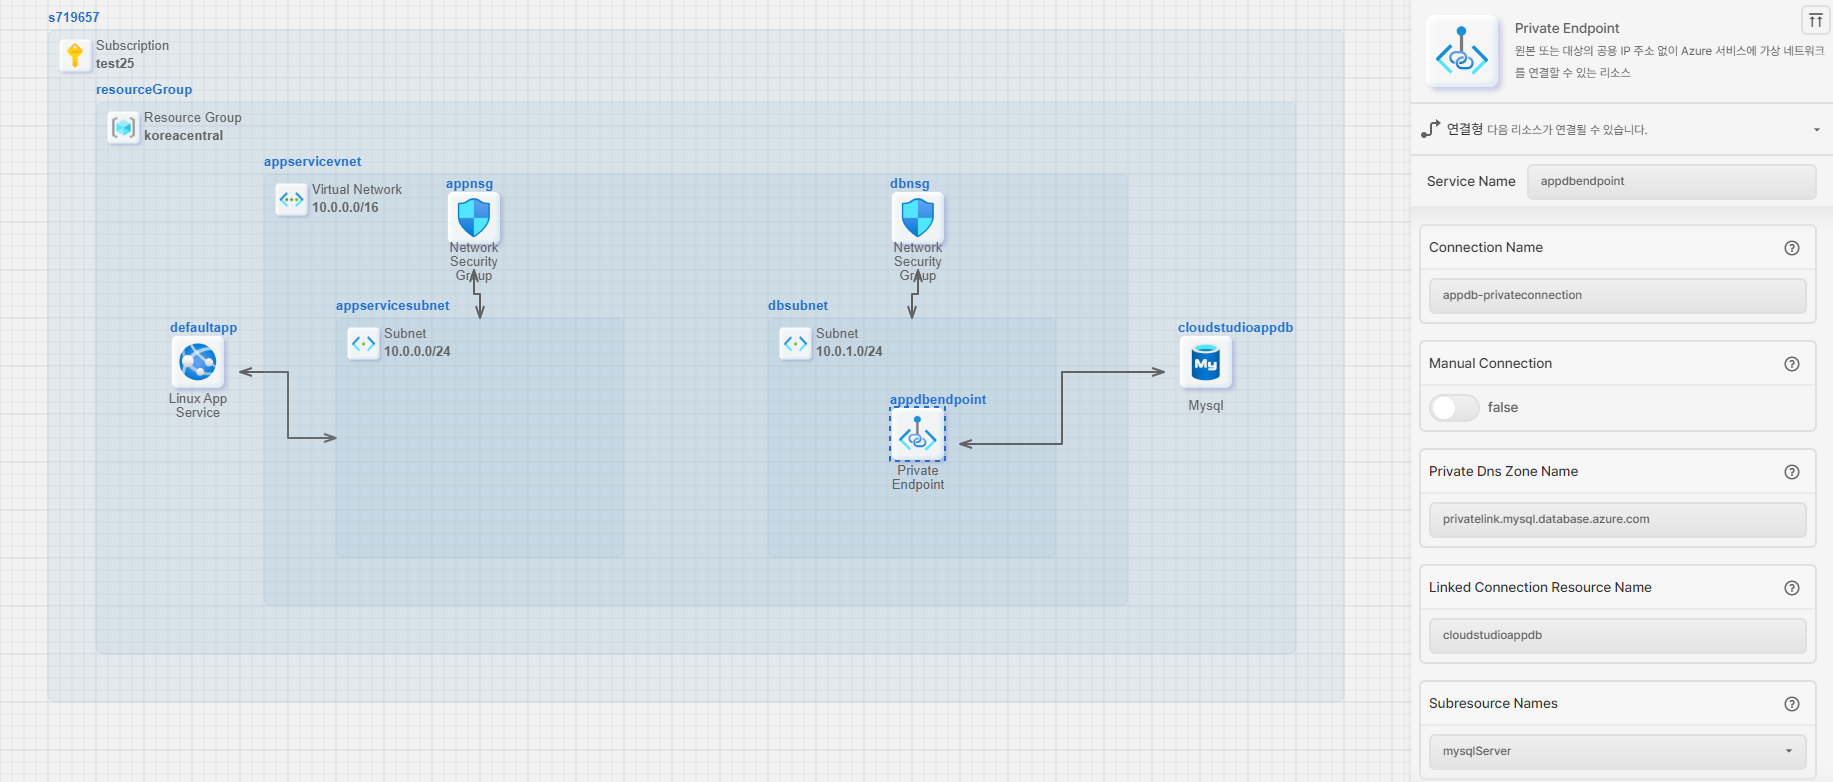 s719657
Subscription
test25
resourceGroup
Resource Group
koreacentral
appservicevnet
Virtual Network
10.0.0.0/16
appnsg
Network
Security
Group
dbnsg
Network
Security
Group
appservicesubnet
Subnet
10.0.0.0/24
dbsubnet
Subnet
10.0.1.0/24
defaultapp
Linux App
Service
cloudstudioappdb
My
Mysql
appdbendpoint
Private
Endpoint
Private Endpoint
원본 또는 대상의 공용 IP 주소 없이 Azure 서비스에 가상 네트워크
를 연결할 수 있는 리소스
연결형 다음 리소스가 연결될 수 있습니다.
Service Name appdbendpoint
Connection Name
appdb-privateconnection
Manual Connection
false
Private Dns Zone Name
privatelink.mysql.database.azure.com
Linked Connection Resource Name
cloudstudioappdb
Subresource Names
mysqlServer